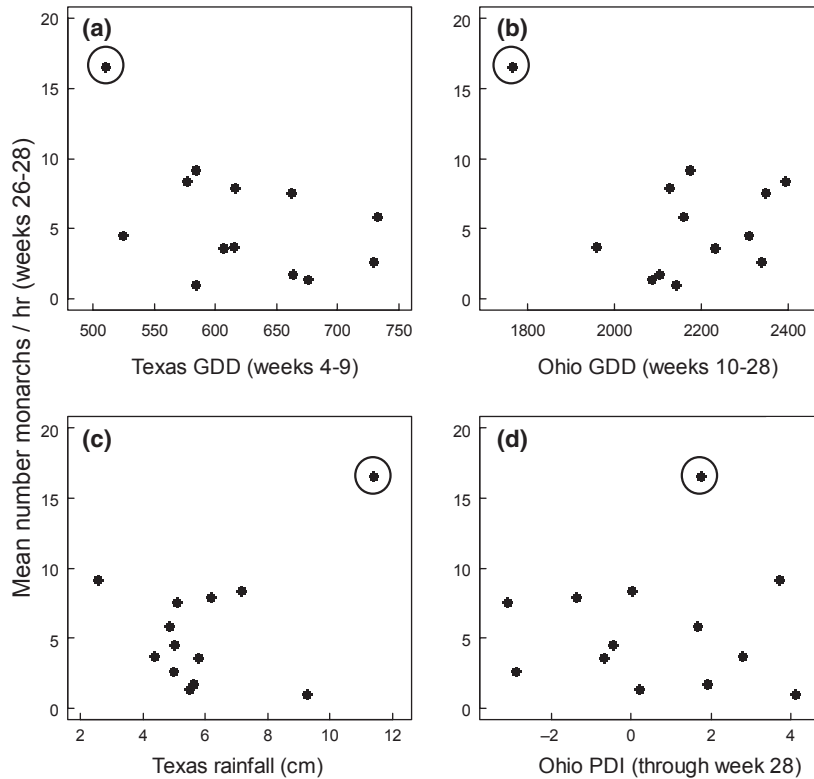 Mean number monarchs / hr (weeks 26-28)
(a)
20
15
10
5
0
500 550 600 650 700 750
Texas GDD (weeks 4-9)
(b)
20
15
10
5
0
1800 2000 2200 2400
Ohio GDD (weeks 10-28)
(c)
20
15
10
5
0
2 4 6 8 10 12
Texas rainfall (cm)
(d)
20
15
10
5
0
–2 0 2 4
Ohio PDI (through week 28)